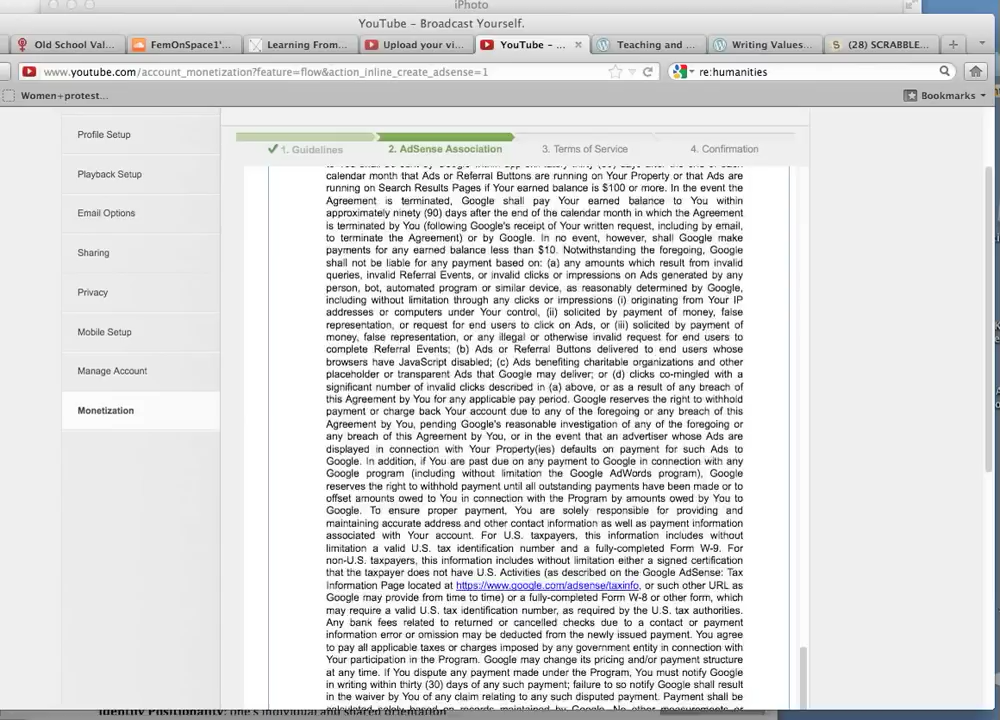 iPhoto
YouTube - Broadcast Yourself.
Old School Val...
FemOnSpace1'...
Learning From...
Upload your vi...
YouTube - ...
Teaching and ...
Writing Values...
(28) SCRABBLE...
www.youtube.com/account_monetization?feature=flow&action_inline_create_adsense=1
re:humanities
Women+protest...
Bookmarks
Profile Setup
Playback Setup
Email Options
Sharing
Privacy
Mobile Setup
Manage Account
Monetization
1. Guidelines
2. AdSense Association
3. Terms of Service
4. Confirmation
calendar month that Ads or Referral Buttons are running on Your Property or that Ads are
running on Search Results Pages if Your earned balance is $100 or more. In the event the
Agreement is terminated, Google shall pay Your earned balance to You within
approximately ninety (90) days after the end of the calendar month in which the Agreement
is terminated by You (following Google's receipt of Your written request, including by email,
to terminate the Agreement) or by Google. In no event, however, shall Google make
payments for any earned balance less than $10. Notwithstanding the foregoing, Google
shall not be liable for any payment based on: (a) any amounts which result from invalid
queries, invalid Referral Events, or invalid clicks or impressions on Ads generated by any
person, bot, automated program or similar device, as reasonably determined by Google,
including without limitation through any clicks or impressions (i) originating from Your IP
addresses or computers under Your control, (ii) solicited by payment of money, false
representation, or request for end users to click on Ads, or (iii) solicited by payment of
money, false representation, or any illegal or otherwise invalid request for end users to
complete Referral Events; (b) Ads or Referral Buttons delivered to end users whose
browsers have JavaScript disabled; (c) Ads benefiting charitable organizations and other
placeholder or transparent Ads that Google may deliver; or (d) clicks co-mingled with a
significant number of invalid clicks described in (a) above, or as a result of any breach of
this Agreement by You for any applicable pay period. Google reserves the right to withhold
payment or charge back Your account due to any of the foregoing or any breach of this
Agreement by You, pending Google's reasonable investigation of any of the foregoing or
any breach of this Agreement by You, or in the event that an advertiser whose Ads are
displayed in connection with Your Property(ies) defaults on payment for such Ads to
Google. In addition, if You are past due on any payment to Google in connection with any
Google program (including without limitation the Google AdWords program), Google
reserves the right to withhold payment until all outstanding payments have been made or to
offset amounts owed to You in connection with the Program by amounts owed by You to
Google. To ensure proper payment, You are solely responsible for providing and
maintaining accurate address and other contact information as well as payment information
associated with Your account. For U.S. taxpayers, this information includes without
limitation a valid U.S. tax identification number and a fully-completed Form W-9. For
non-U.S. taxpayers, this information includes without limitation either a signed certification
that the taxpayer does not have U.S. Activities (as described on the Google AdSense: Tax
Information Page located at https://www.google.com/adsense/taxinfo, or such other URL as
Google may provide from time to time) or a fully-completed Form W-8 or other form, which
may require a valid U.S. tax identification number, as required by the U.S. tax authorities.
Any bank fees related to returned or cancelled checks due to a contact or payment
information error or omission may be deducted from the newly issued payment. You agree
to pay all applicable taxes or charges imposed by any government entity in connection with
Your participation in the Program. Google may change its pricing and/or payment structure
at any time. If You dispute any payment made under the Program, You must notify Google
in writing within thirty (30) days of any such payment; failure to so notify Google shall result
in the waiver by You of any claim relating to any such disputed payment. Payment shall be